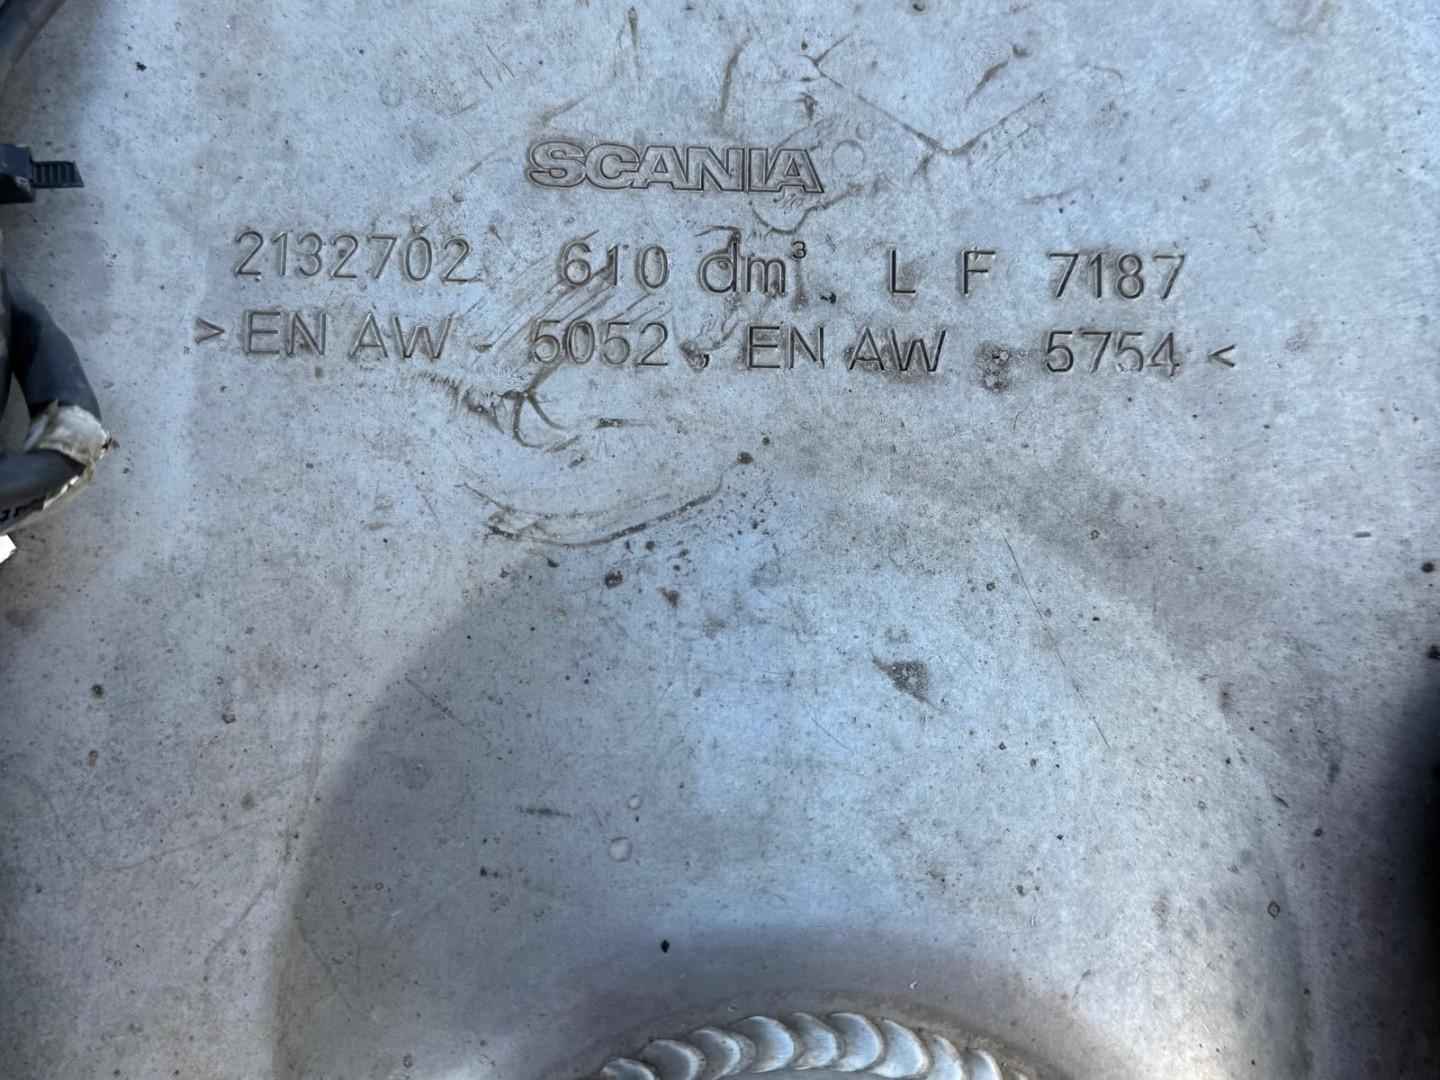 SCANIA
2132702 610 dm³ L F 7187
>EN AW - 5052, EN AW - 5754<